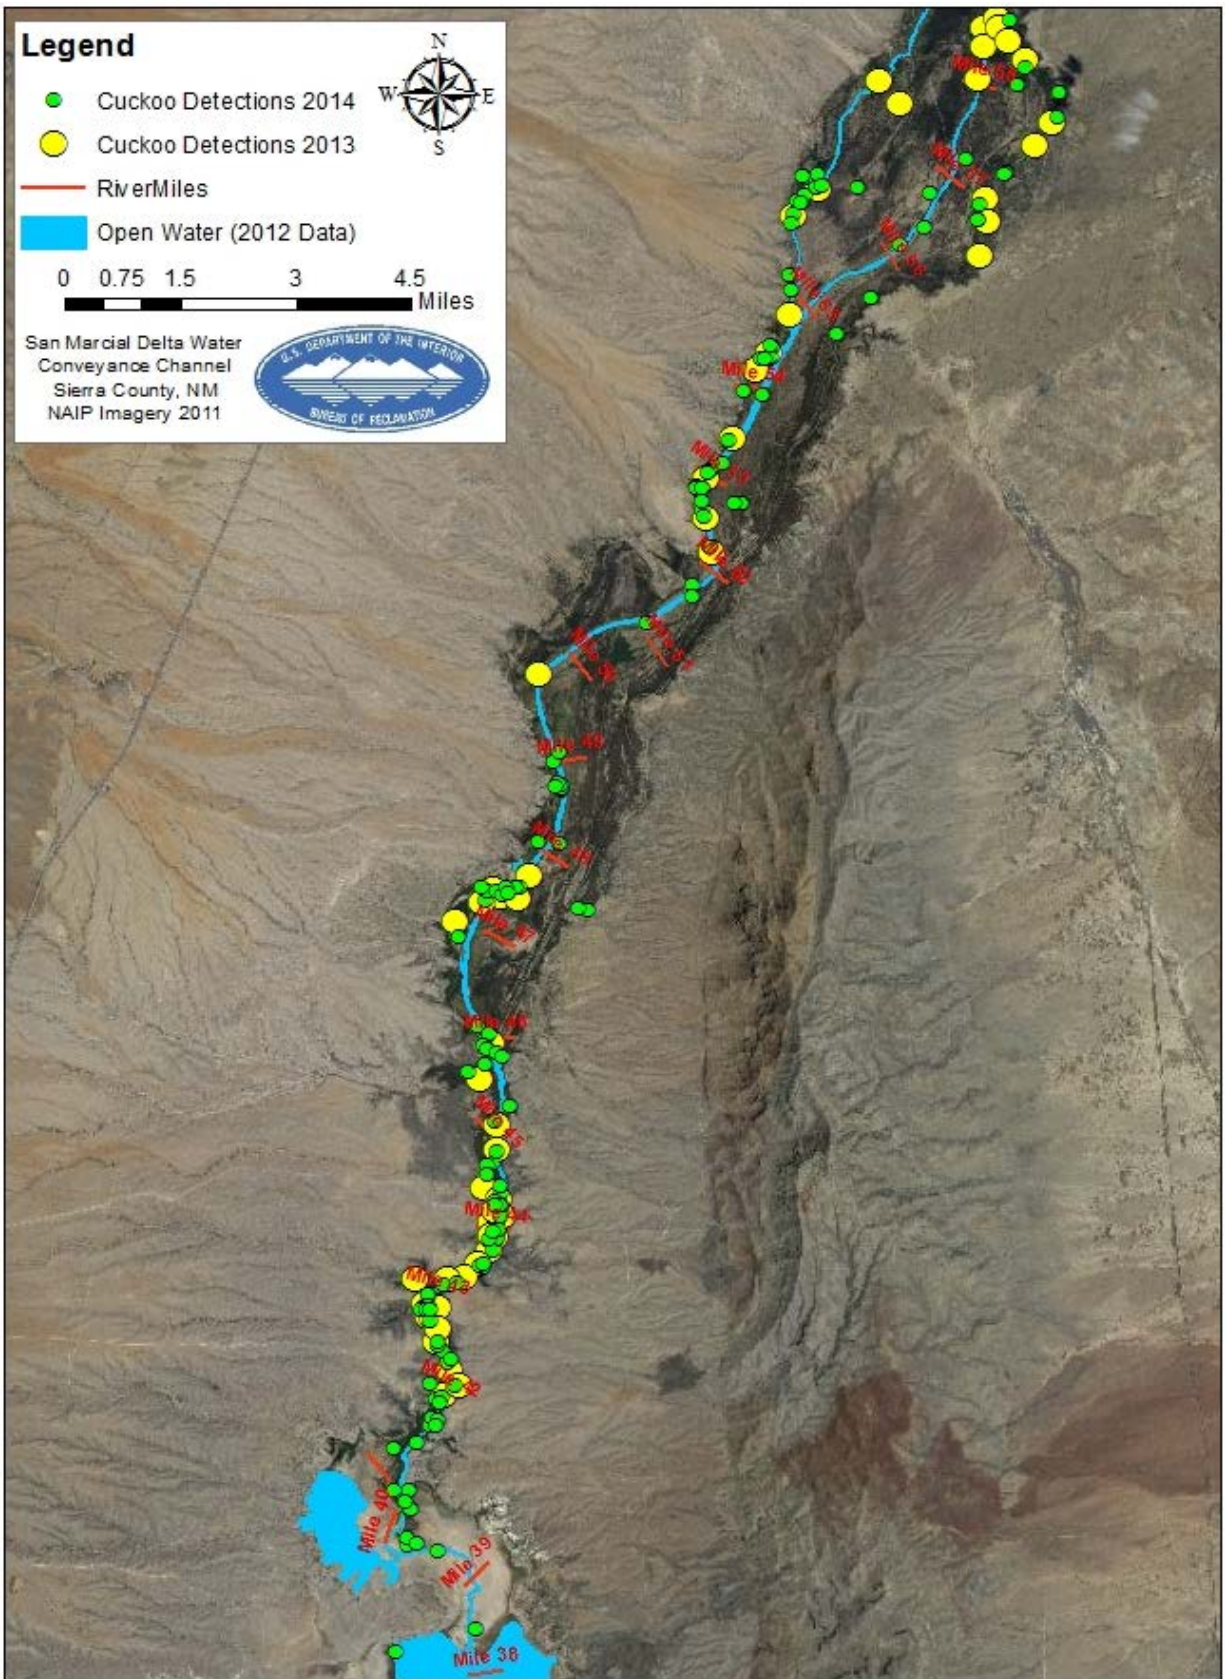 Legend
N
W E
S
Cuckoo Detections 2014
Cuckoo Detections 2013
RiverMiles
Open Water (2012 Data)
0 0.75 1.5 3 4.5
Miles
San Marcial Delta Water
Conveyance Channel
Sierra County, NM
NAIP Imagery 2011
U.S. DEPARTMENT OF THE INTERIOR
BUREAU OF RECLAMATION
Mile 54
Mile 49
Mile 48
Mile 47
Mile 46
Mile 45
Mile 44
Mile 42
Mile 40
Mile 39
Mile 38